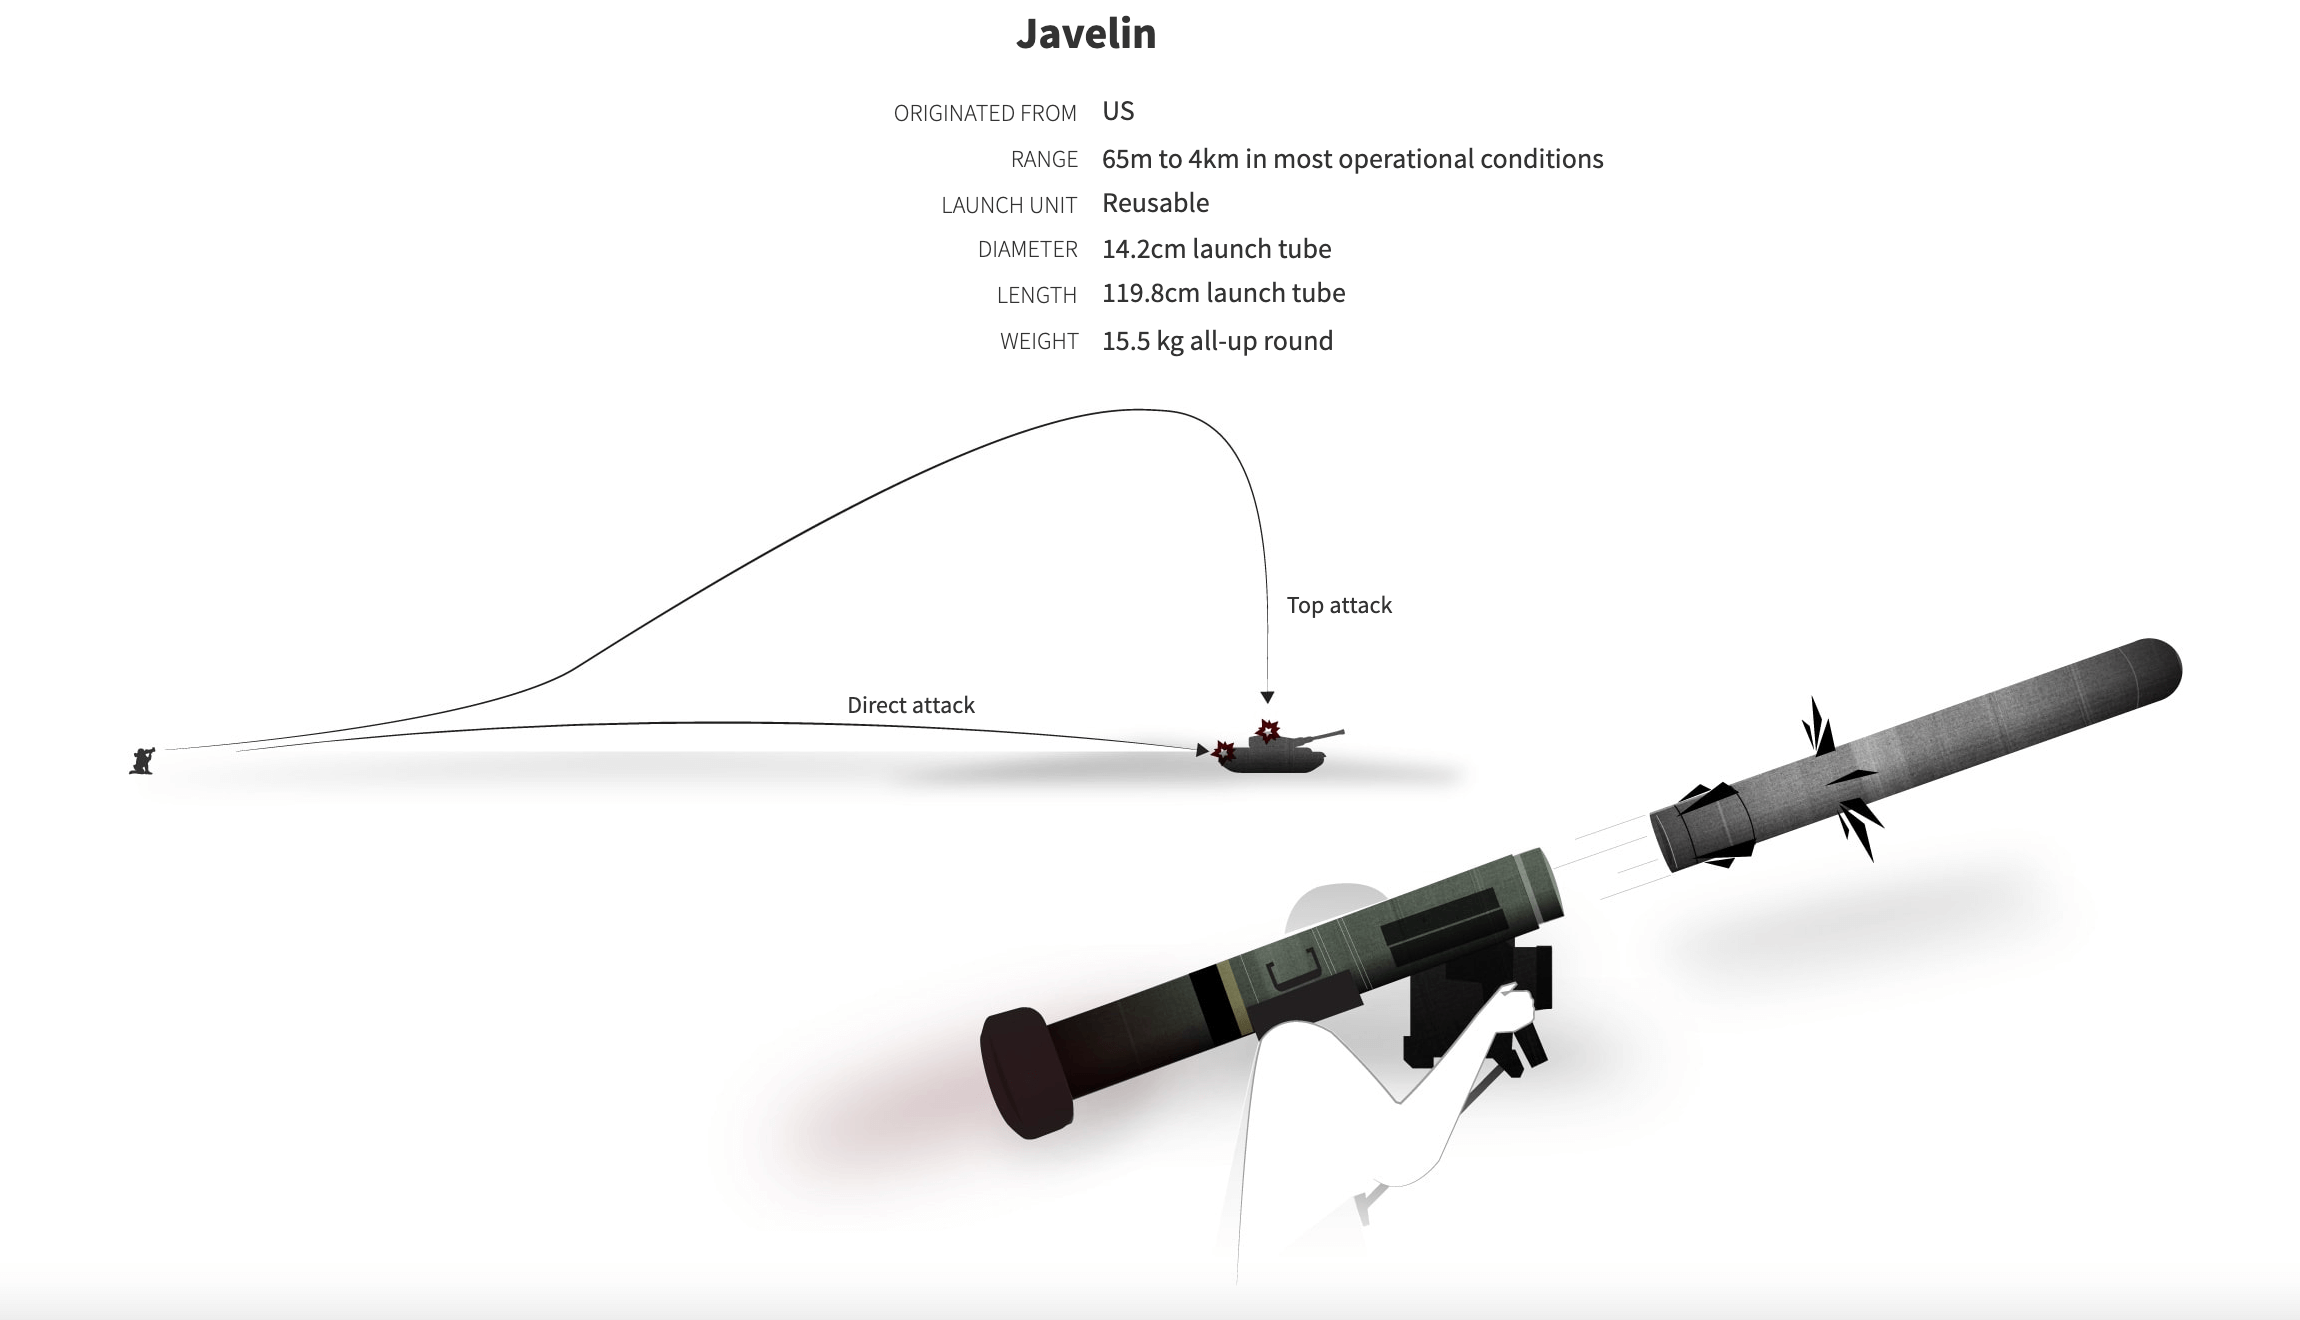 Javelin
ORIGINATED FROM US
RANGE 65m to 4km in most operational conditions
LAUNCH UNIT Reusable
DIAMETER 14.2cm launch tube
LENGTH 119.8cm launch tube
WEIGHT 15.5 kg all-up round
Top attack
Direct attack